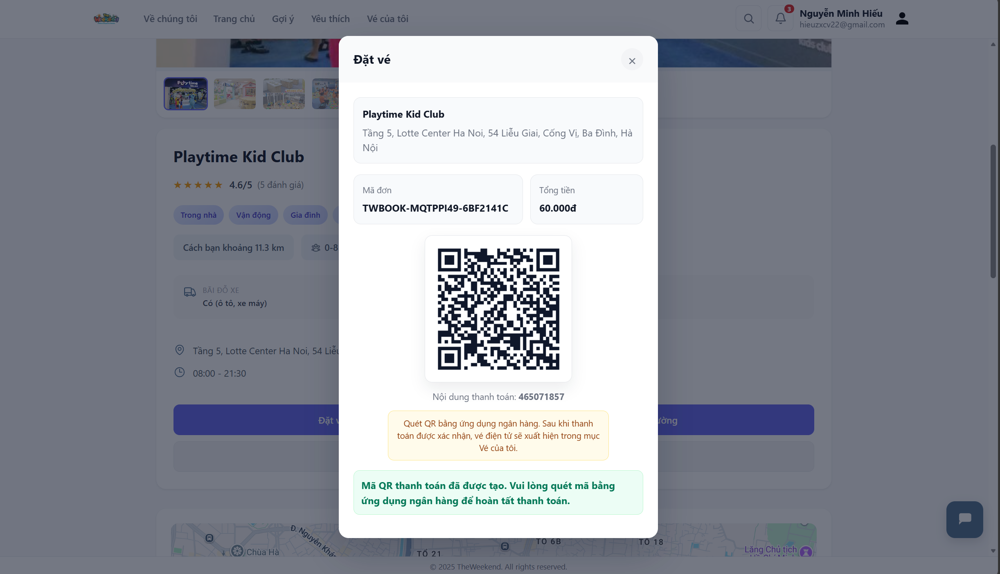 The Weekend
Về chúng tôi
Trang chủ
Gợi ý
Yêu thích
Vé của tôi
3
Nguyễn Minh Hiếu
hieuzxcv22@gmail.com
kids club
Playtime
Playtime Kid Club
4.6/5 (5 đánh giá)
Trong nhà
Vận động
Gia đình
Cách bạn khoảng 11.3 km
0-8
BÃI ĐỖ XE
Có (ô tô, xe máy)
Tầng 5, Lotte Center Ha Noi, 54 Liễu
08:00 - 21:30
Đặt v
ường
Đặt vé
Playtime Kid Club
Tầng 5, Lotte Center Ha Noi, 54 Liễu Giai, Cống Vị, Ba Đình, Hà
Nội
Mã đơn
TWBOOK-MQTPPI49-6BF2141C
Tổng tiền
60.000đ
Nội dung thanh toán: 465071857
Quét QR bằng ứng dụng ngân hàng. Sau khi thanh
toán được xác nhận, vé điện tử sẽ xuất hiện trong mục
Vé của tôi.
Mã QR thanh toán đã được tạo. Vui lòng quét mã bằng
ứng dụng ngân hàng để hoàn tất thanh toán.
Đ. Nguyễn Khá
Chùa Hà
TỔ 21
TỔ 6B
TỔ 18
Lăng Chủ tịch
© 2025 TheWeekend. All rights reserved.